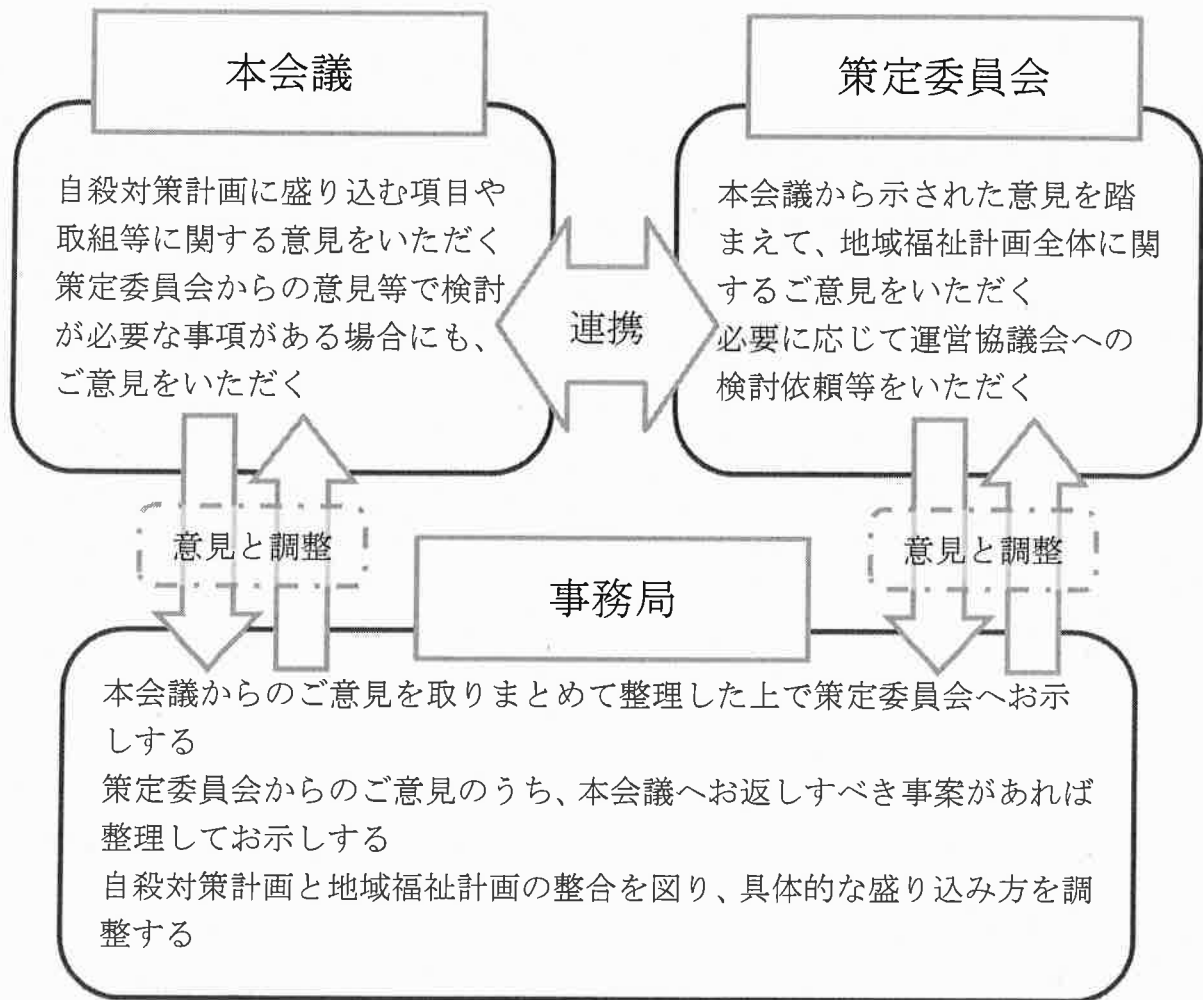 本会議
自殺対策計画に盛り込む項目や
取組等に関する意見をいただく
策定委員会からの意見等で検討
が必要な事項がある場合にも、
ご意見をいただく
連携
策定委員会
本会議から示された意見を踏
まえて、地域福祉計画全体に関
するご意見をいただく
必要に応じて運営協議会への
検討依頼等をいただく
意見と調整
意見と調整
事務局
本会議からのご意見を取りまとめて整理した上で策定委員会へお示
しする
策定委員会からのご意見のうち、本会議へお返しすべき事案があれば
整理してお示しする
自殺対策計画と地域福祉計画の整合を図り、具体的な盛り込み方を調
整する